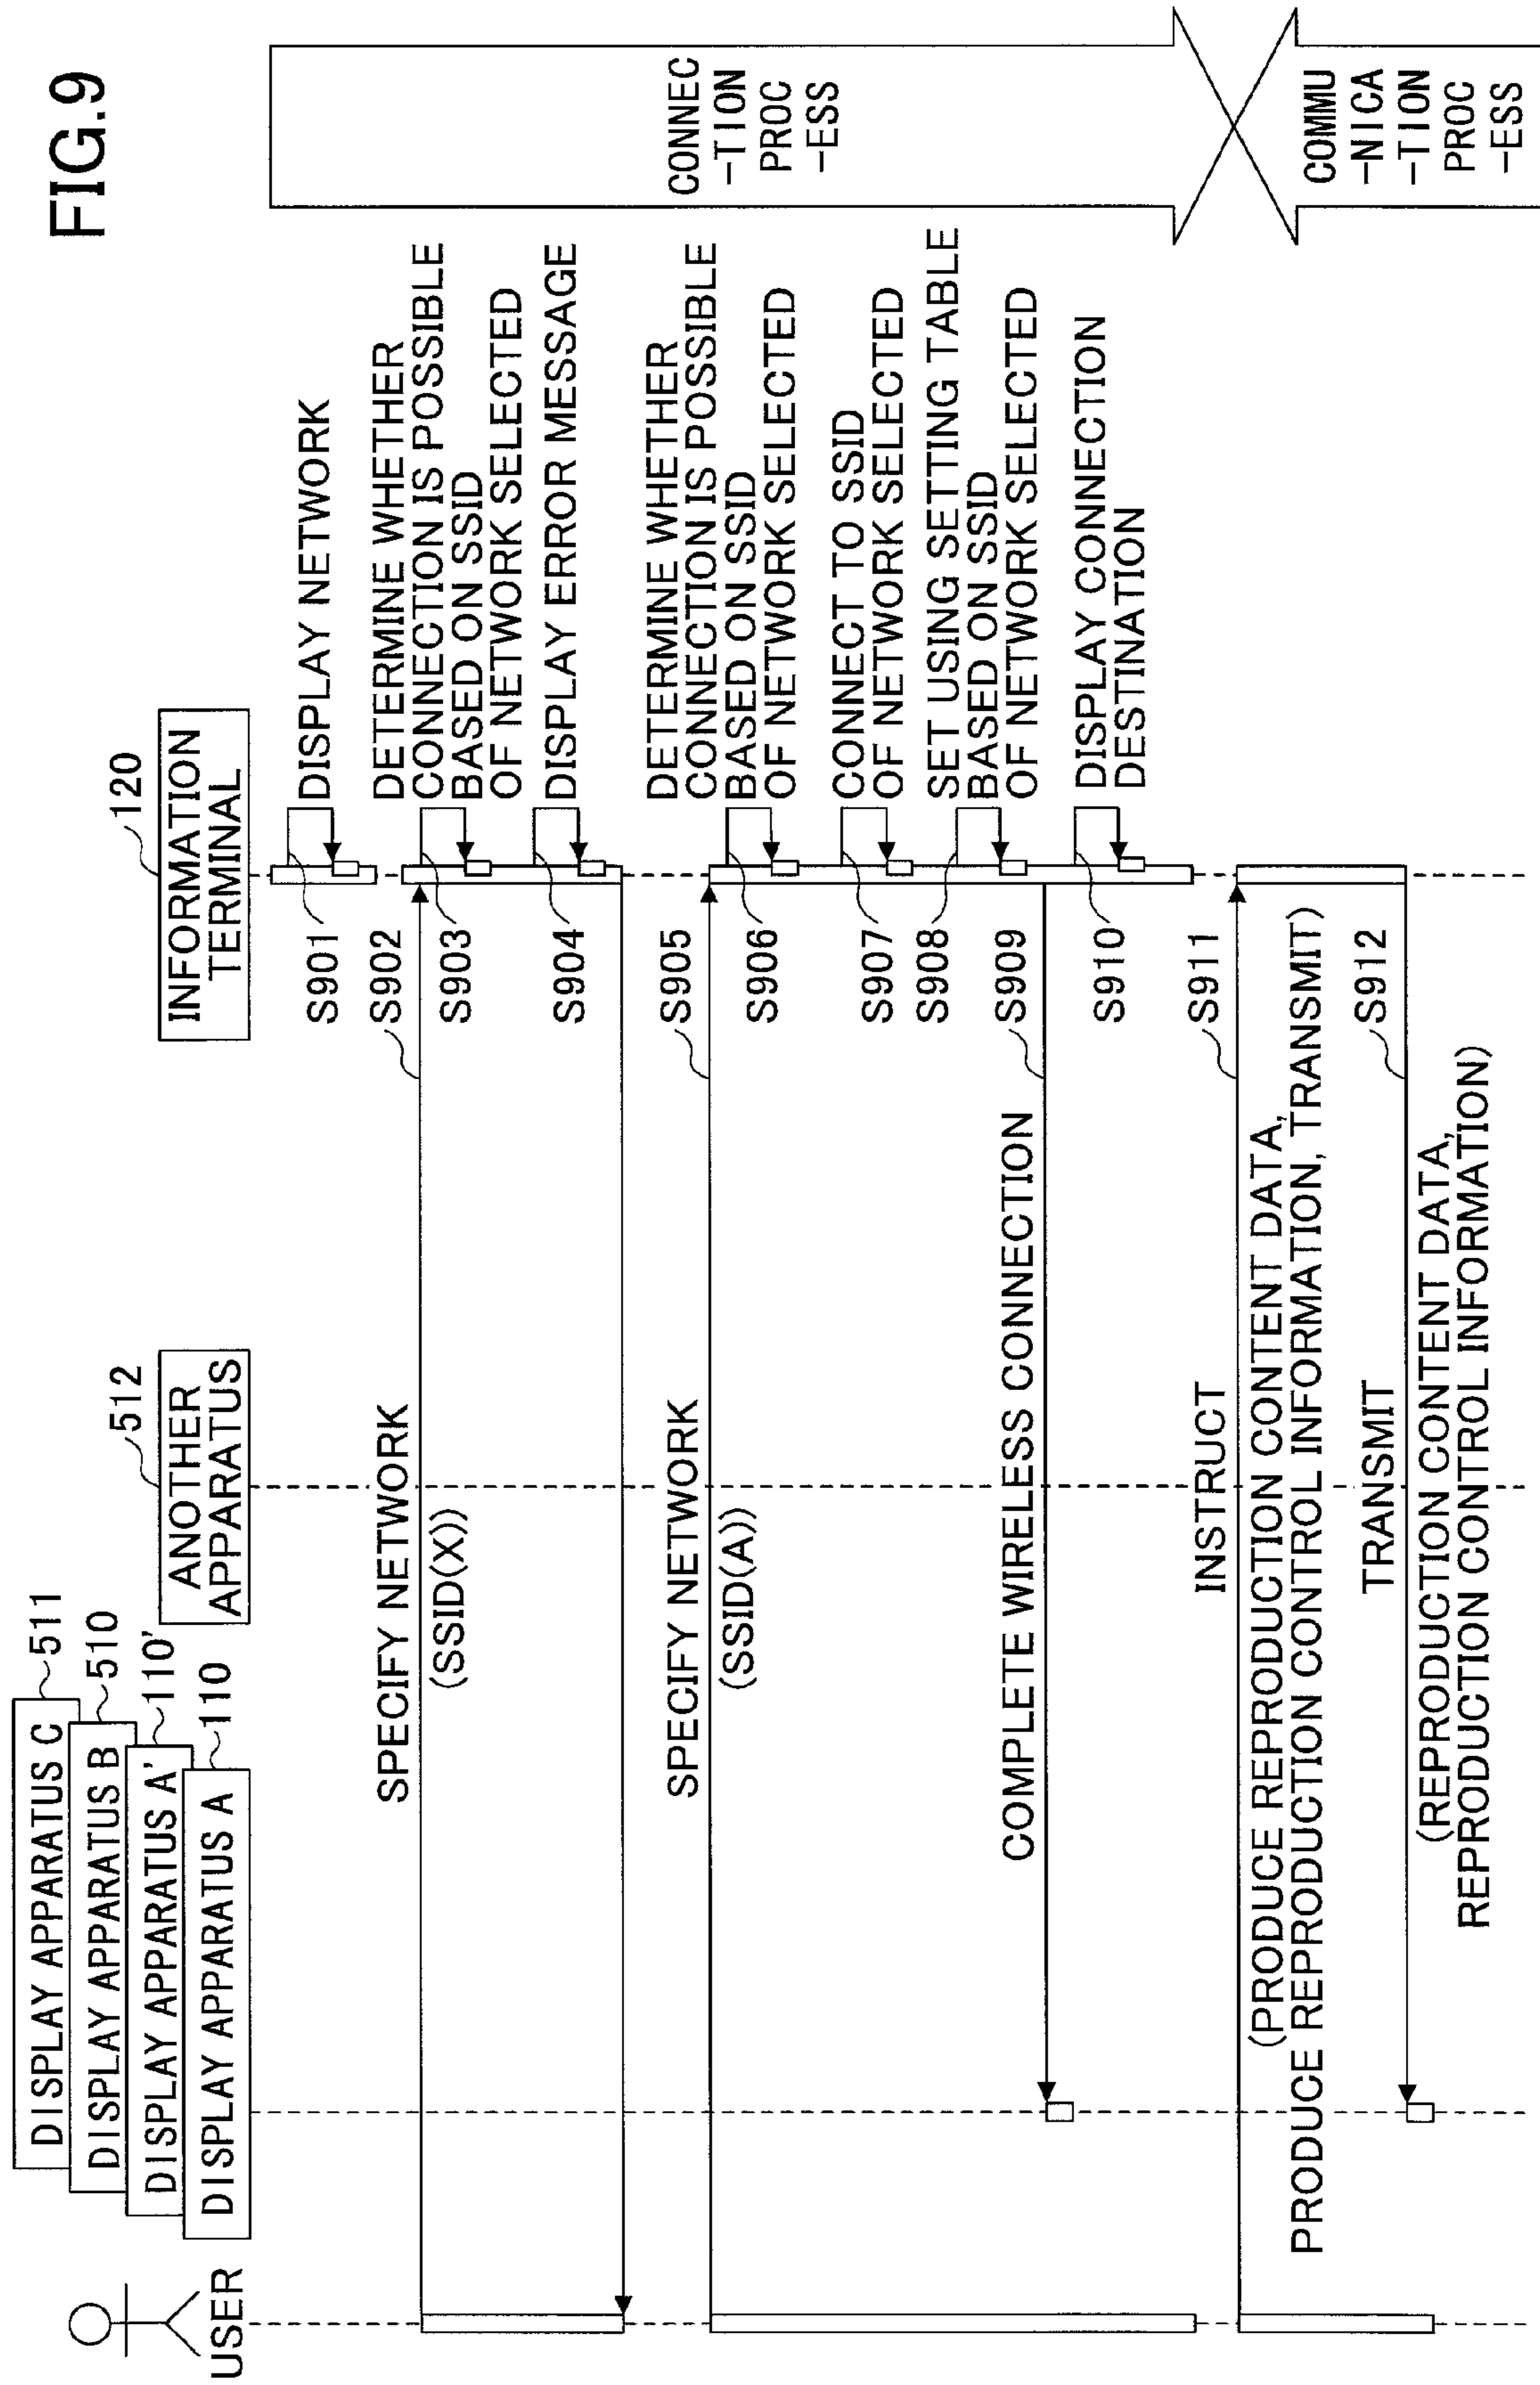 FIG.9
DISPLAY APPARATUS C
511
DISPLAY APPARATUS B
510
DISPLAY APPARATUS A'
110'
DISPLAY APPARATUS A
110
USER
512
ANOTHER
APPARATUS
120
INFORMATION
TERMINAL
S901
DISPLAY NETWORK
SPECIFY NETWORK
(SSID(X))
S902
S903
DETERMINE WHETHER
CONNECTION IS POSSIBLE
BASED ON SSID
OF NETWORK SELECTED
S904
DISPLAY ERROR MESSAGE
SPECIFY NETWORK
(SSID(A))
S905
S906
DETERMINE WHETHER
CONNECTION IS POSSIBLE
BASED ON SSID
OF NETWORK SELECTED
S907
CONNECT TO SSID
OF NETWORK SELECTED
S908
SET USING SETTING TABLE
BASED ON SSID
OF NETWORK SELECTED
COMPLETE WIRELESS CONNECTION
S909
S910
DISPLAY CONNECTION
DESTINATION
INSTRUCT
S911
(PRODUCE REPRODUCTION CONTENT DATA,
PRODUCE REPRODUCTION CONTROL INFORMATION, TRANSMIT)
TRANSMIT
S912
(REPRODUCTION CONTENT DATA,
REPRODUCTION CONTROL INFORMATION)
CONNEC
-TION
PROC
-ESS
COMMU
-NICA
-TION
PROC
-ESS